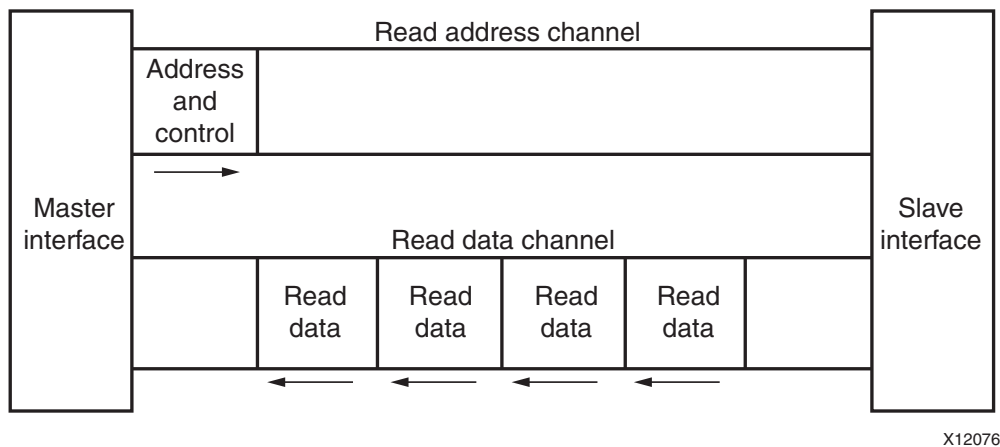 Read address channel
Address
and
control
Master
interface
Slave
interface
Read data channel
Read
data
Read
data
Read
data
Read
data
X12076